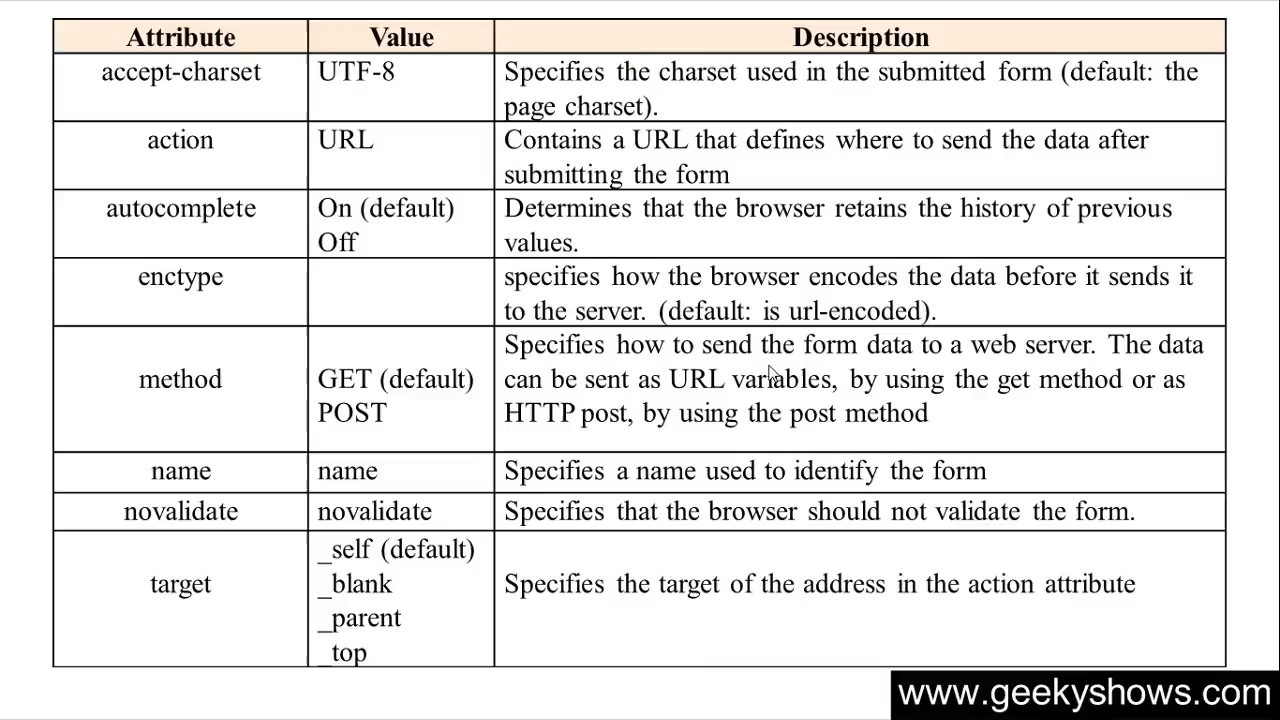 Attribute Value Description
accept-charset UTF-8 Specifies the charset used in the submitted form (default: the
page charset).
action URL Contains a URL that defines where to send the data after
submitting the form
autocomplete On (default) Determines that the browser retains the history of previous
Off values.
enctype specifies how the browser encodes the data before it sends it
to the server. (default: is url-encoded).
Specifies how to send the form data to a web server. The data
method GET (default) can be sent as URL variables, by using the get method or as
POST HTTP post, by using the post method
name name Specifies a name used to identify the form
novalidate novalidate Specifies that the browser should not validate the form.
_self (default)
target _blank Specifies the target of the address in the action attribute
_parent
_top
www.geekyshows.com